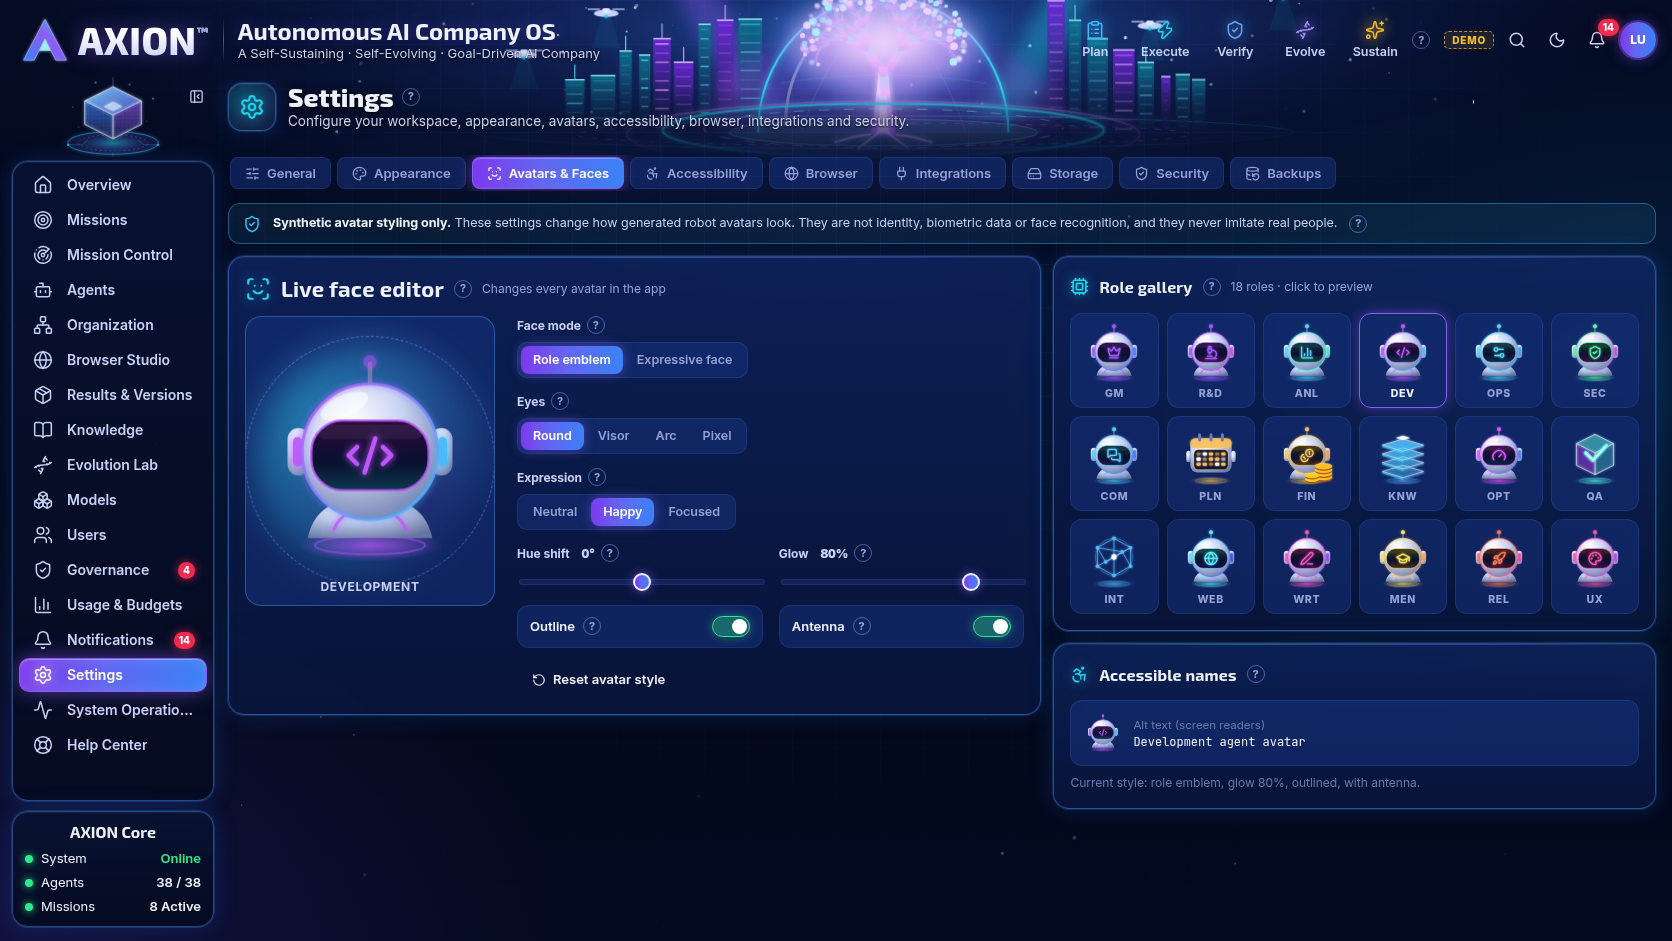 AXION™
Autonomous AI Company OS
A Self-Sustaining · Self-Evolving · Goal-Driven AI Company
Plan
Execute
Verify
Evolve
Sustain
?
DEMO
14
LU
Settings ?
Configure your workspace, appearance, avatars, accessibility, browser, integrations and security.
General
Appearance
Avatars & Faces
Accessibility
Browser
Integrations
Storage
Security
Backups
Synthetic avatar styling only. These settings change how generated robot avatars look. They are not identity, biometric data or face recognition, and they never imitate real people. ?
Overview
Missions
Mission Control
Agents
Organization
Browser Studio
Results & Versions
Knowledge
Evolution Lab
Models
Users
Governance 4
Usage & Budgets
Notifications 14
Settings
System Operatio...
Help Center
AXION Core
System Online
Agents 38 / 38
Missions 8 Active
Live face editor ? Changes every avatar in the app
</>
DEVELOPMENT
Face mode ?
Role emblem Expressive face
Eyes ?
Round Visor Arc Pixel
Expression ?
Neutral Happy Focused
Hue shift 0° ?
Glow 80% ?
Outline ?
Antenna ?
Reset avatar style
Role gallery ? 18 roles · click to preview
GM R&D ANL DEV OPS SEC
COM PLN FIN KNW OPT QA
INT WEB WRT MEN REL UX
Accessible names ?
Alt text (screen readers)
Development agent avatar
Current style: role emblem, glow 80%, outlined, with antenna.